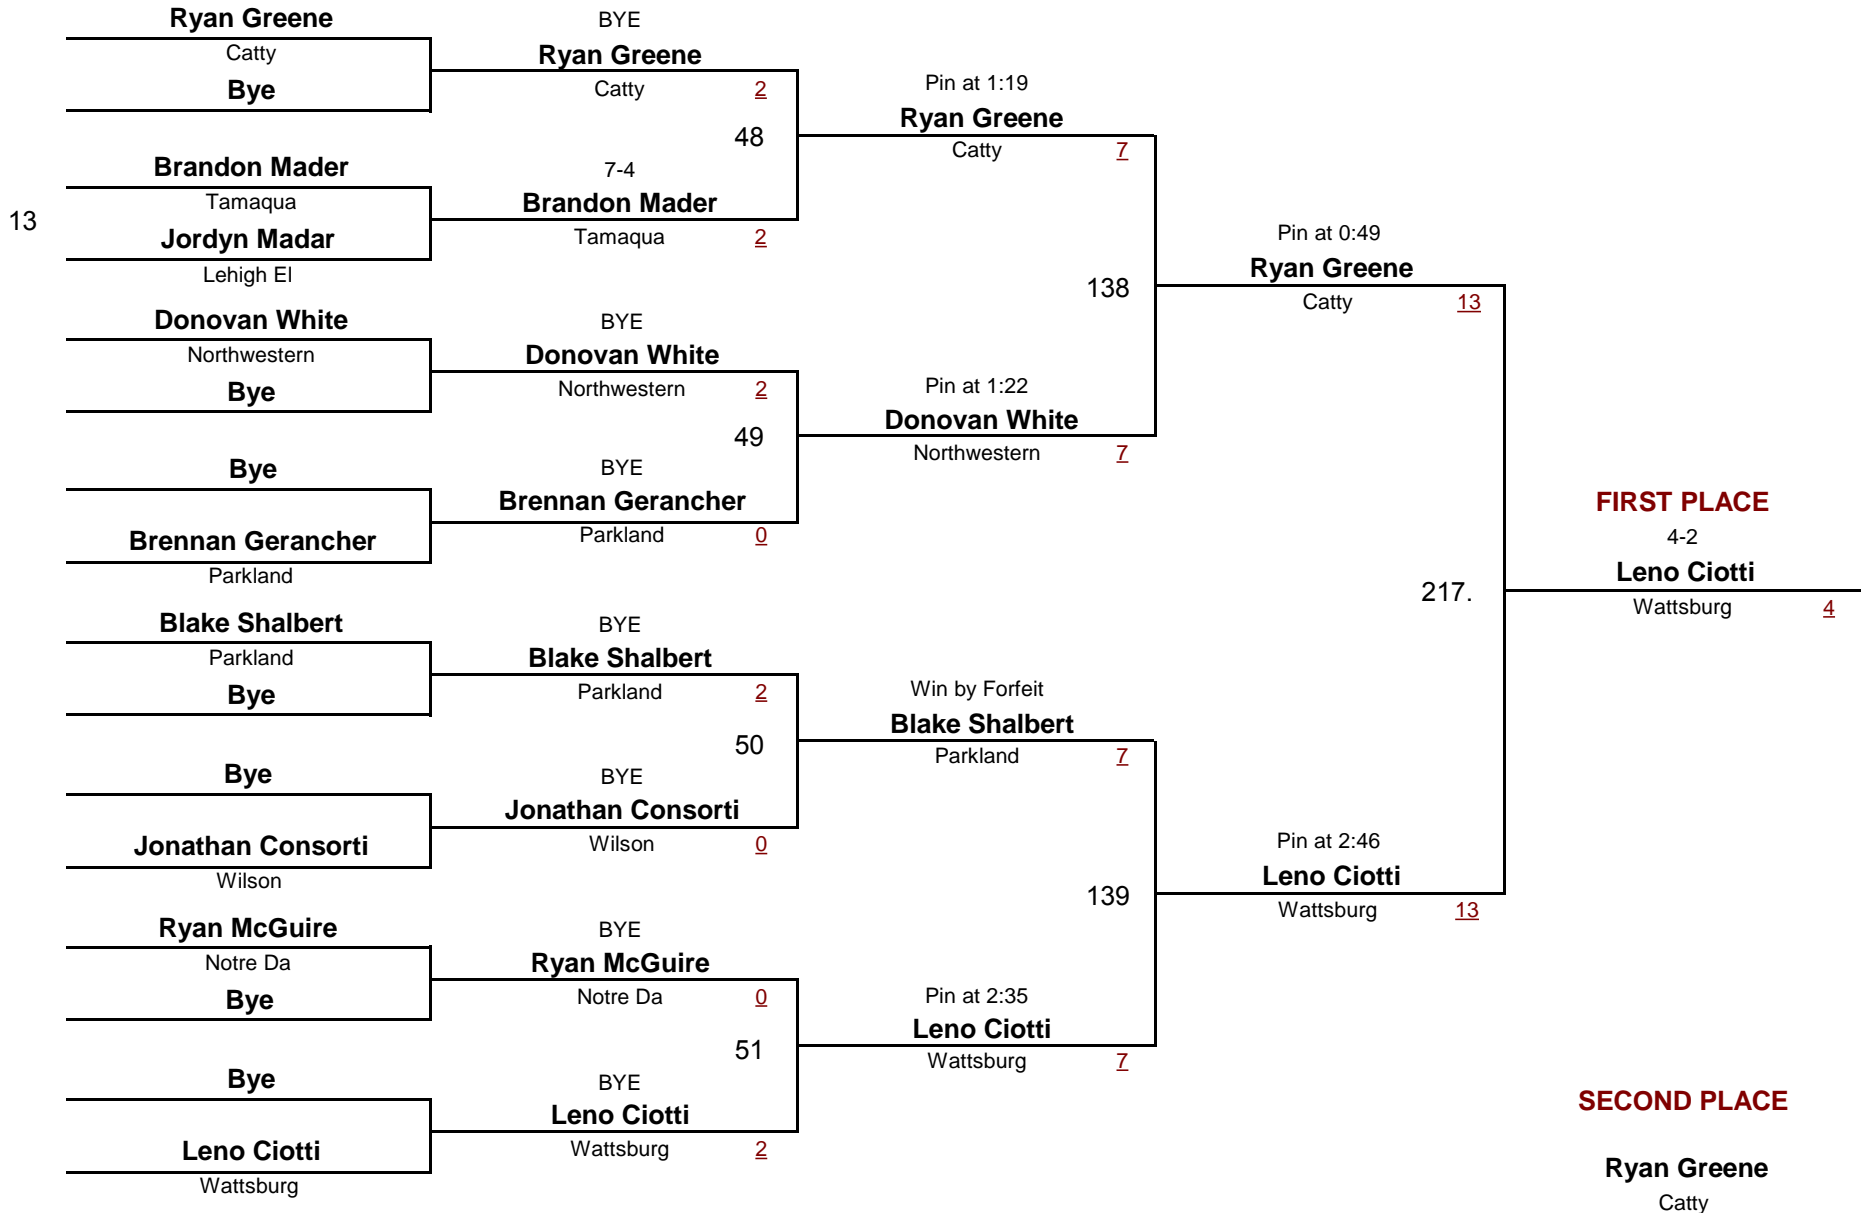 Ryan Greene
Catty
Bye
13
Brandon Mader
Tamaqua
Jordyn Madar
Lehigh El
Donovan White
Northwestern
Bye
Bye
Brennan Gerancher
Parkland
Blake Shalbert
Parkland
Bye
Bye
Jonathan Consorti
Wilson
Ryan McGuire
Notre Da
Bye
Bye
Leno Ciotti
Wattsburg
BYE
Ryan Greene
Catty 2
48
7-4
Brandon Mader
Tamaqua 2
BYE
Donovan White
Northwestern 2
49
BYE
Brennan Gerancher
Parkland 0
BYE
Blake Shalbert
Parkland 2
50
BYE
Jonathan Consorti
Wilson 0
BYE
Ryan McGuire
Notre Da 0
51
BYE
Leno Ciotti
Wattsburg 2
Pin at 1:19
Ryan Greene
Catty 7
138
Pin at 1:22
Donovan White
Northwestern 7
Win by Forfeit
Blake Shalbert
Parkland 7
139
Pin at 2:35
Leno Ciotti
Wattsburg 7
Pin at 0:49
Ryan Greene
Catty 13
217.
Pin at 2:46
Leno Ciotti
Wattsburg 13
FIRST PLACE
4-2
Leno Ciotti
Wattsburg 4
SECOND PLACE
Ryan Greene
Catty